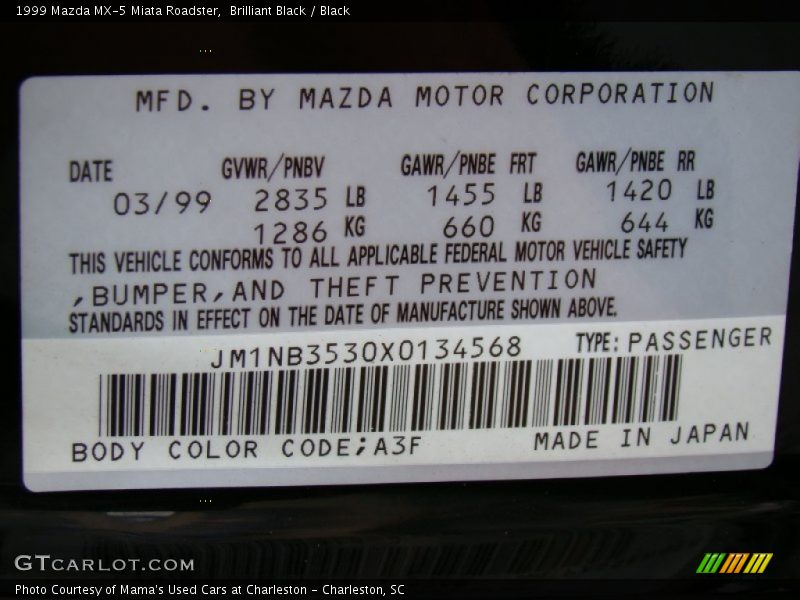 1999 Mazda MX-5 Miata Roadster,  Brilliant Black / Black
MFD. BY MAZDA MOTOR CORPORATION
DATE GVWR/PNBV GAWR/PNBE FRT GAWR/PNBE RR
03/99 2835 LB 1455 LB 1420 LB
1286 KG 660 KG 644 KG
THIS VEHICLE CONFORMS TO ALL APPLICABLE FEDERAL MOTOR VEHICLE SAFETY
,BUMPER,AND THEFT PREVENTION
STANDARDS IN EFFECT ON THE DATE OF MANUFACTURE SHOWN ABOVE.
JM1NB3530X0134568 TYPE: PASSENGER
BODY COLOR CODE;A3F MADE IN JAPAN
GTCARLOT.COM
Photo Courtesy of Mama's Used Cars at Charleston - Charleston, SC